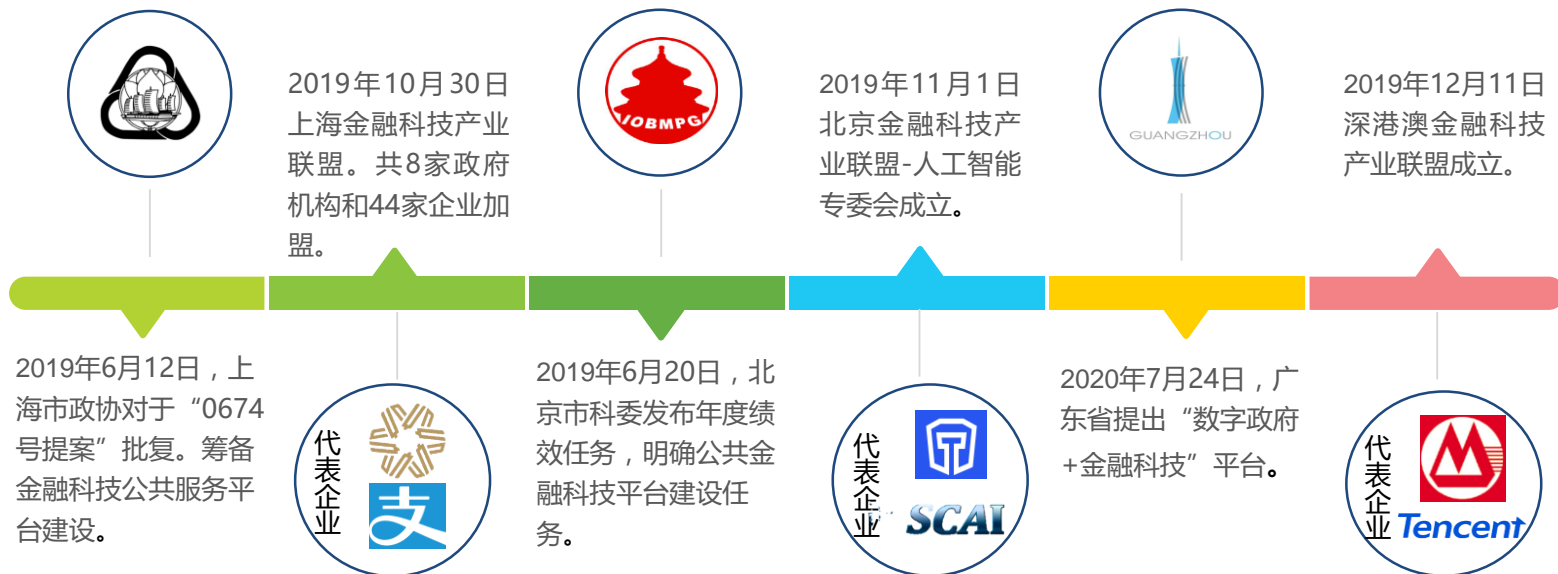 2019年10月30日
上海金融科技产业
联盟。共8家政府
机构和44家企业加
盟。
IOBMPG
2019年11月1日
北京金融科技产
业联盟-人工智能
专委会成立。
GUANGZHOU
2019年12月11日
深港澳金融科技
产业联盟成立。
2019年6月12日，上
海市政协对于“0674
号提案”批复。筹备
金融科技公共服务平
台建设。
代表企业
支
2019年6月20日，北
京市科委发布年度绩
效任务，明确公共金
融科技平台建设任
务。
代表企业
SCAI
2020年7月24日，广
东省提出“数字政府
+金融科技”平台。
代表企业
Tencent